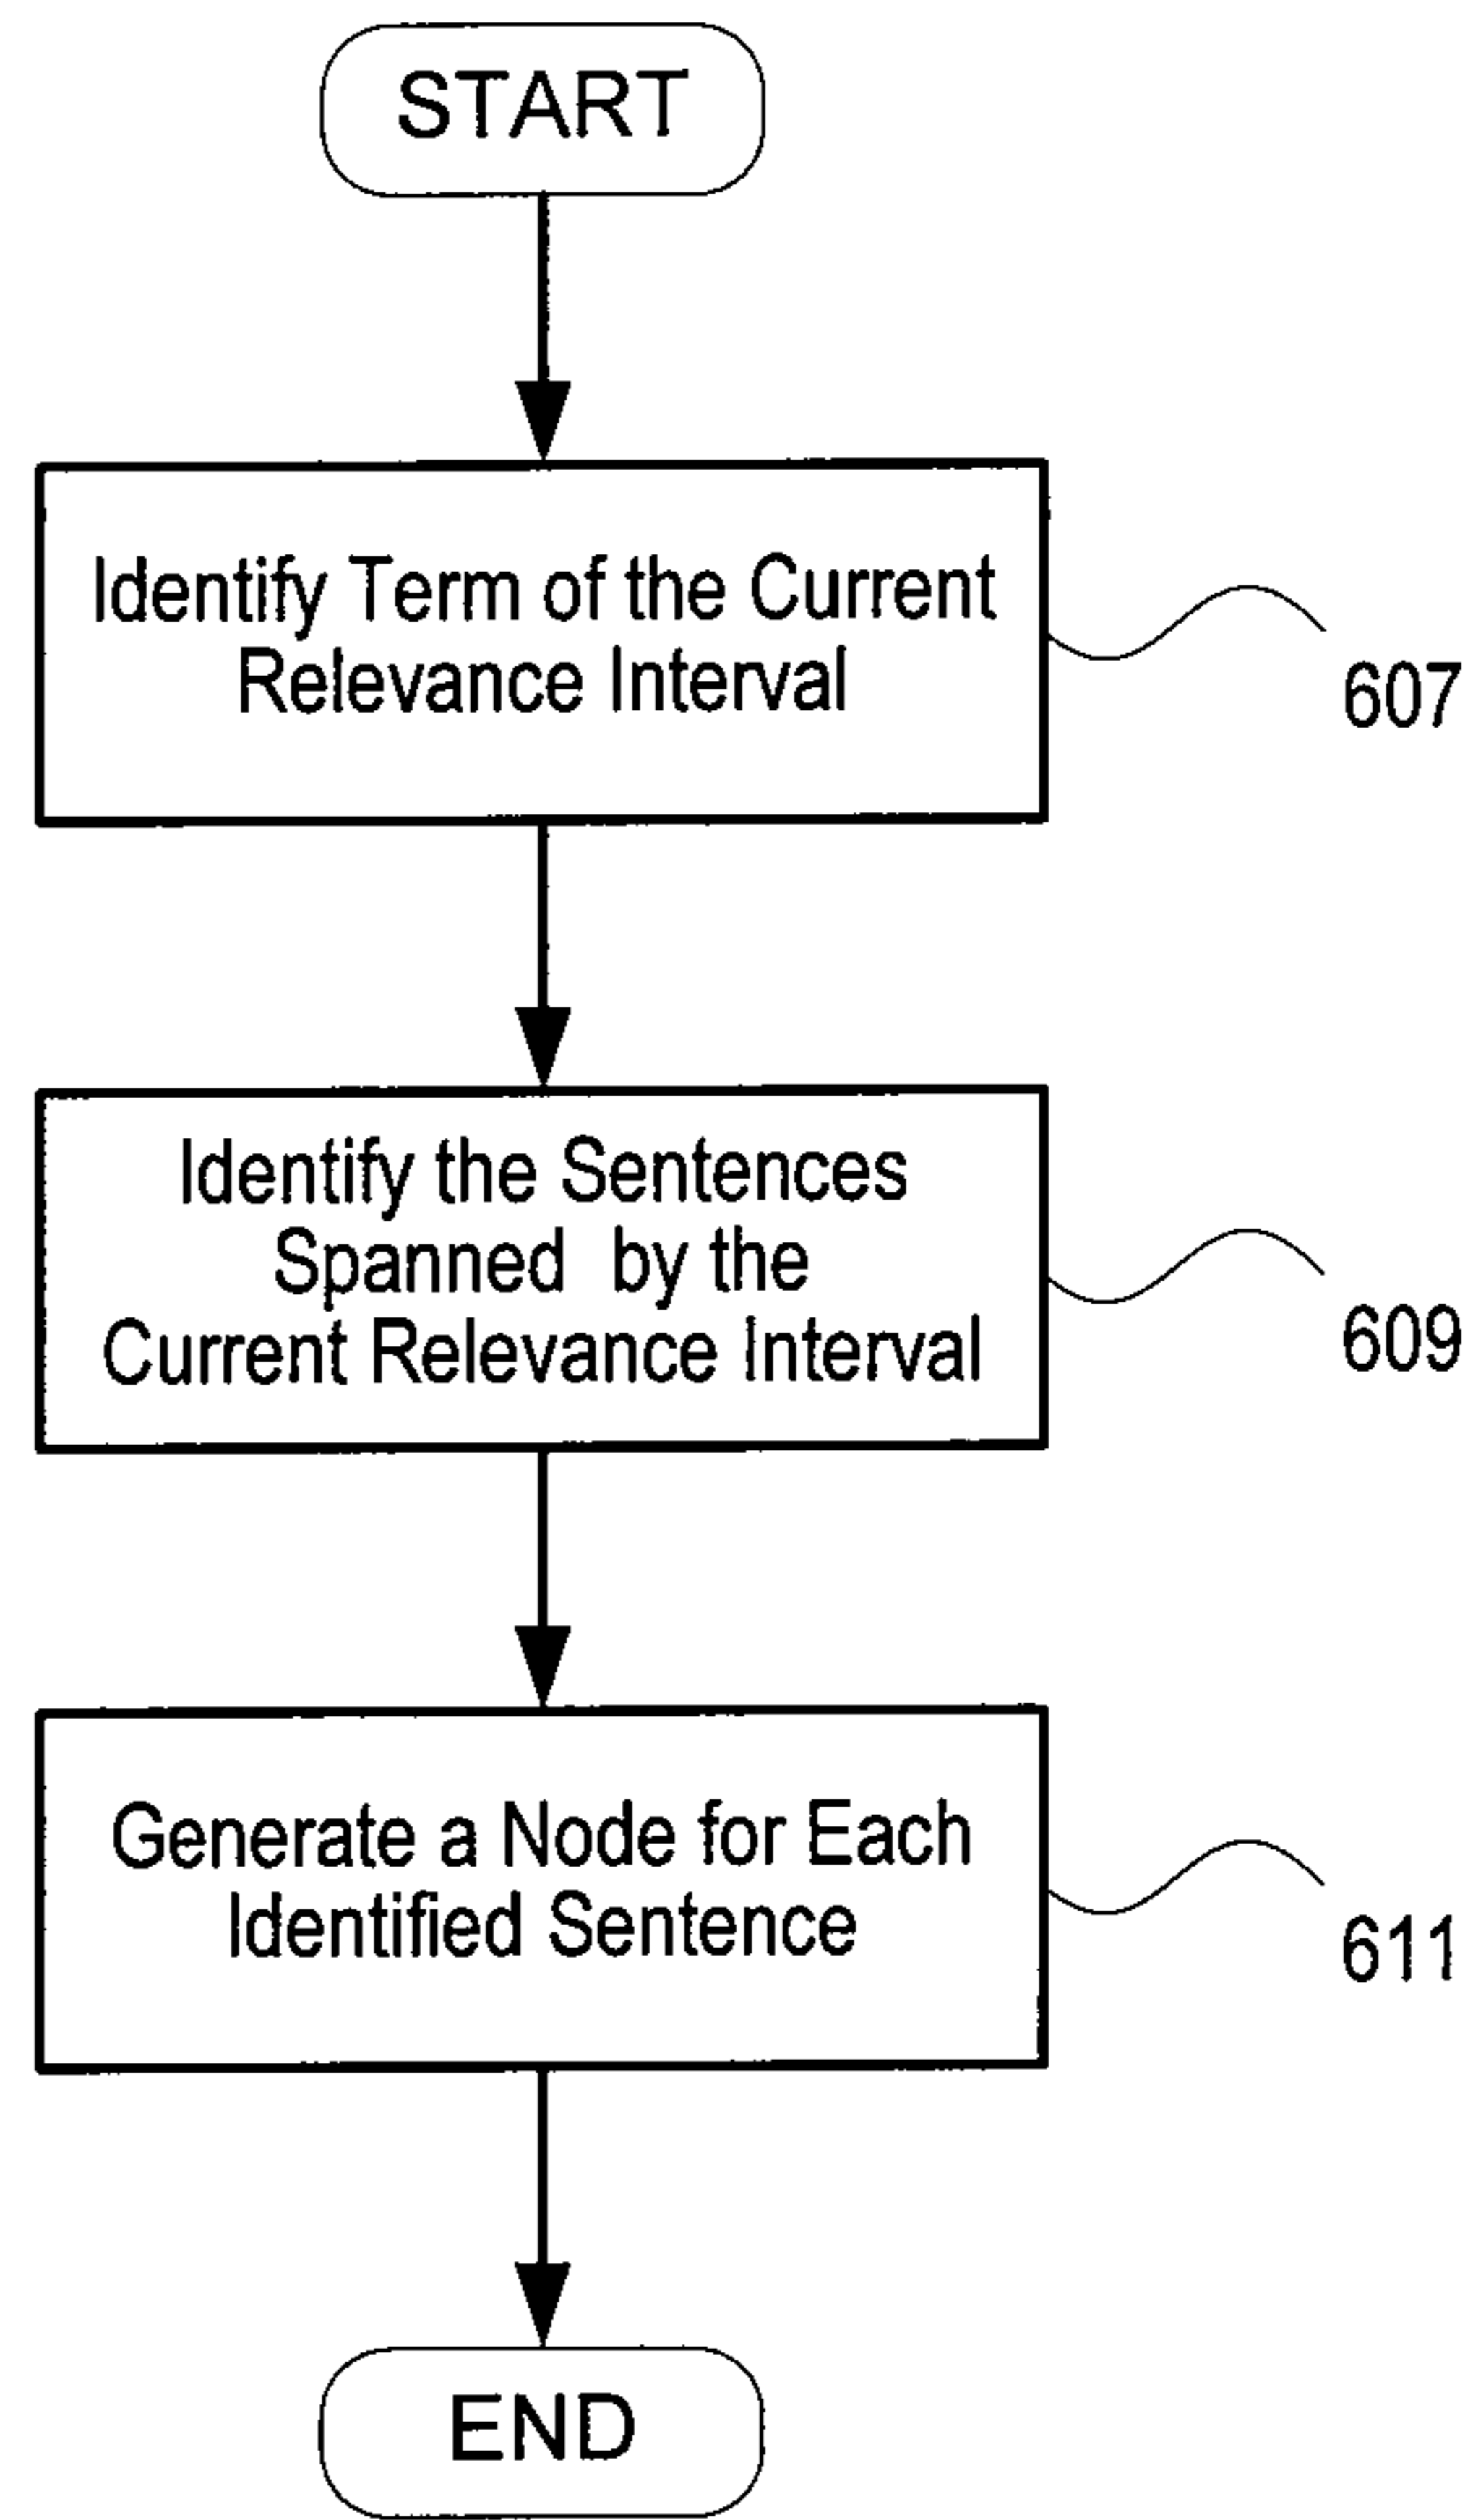 START
Identify Term of the Current
Relevance Interval
607
Identify the Sentences
Spanned by the
Current Relevance Interval
609
Generate a Node for Each
Identified Sentence
611
END